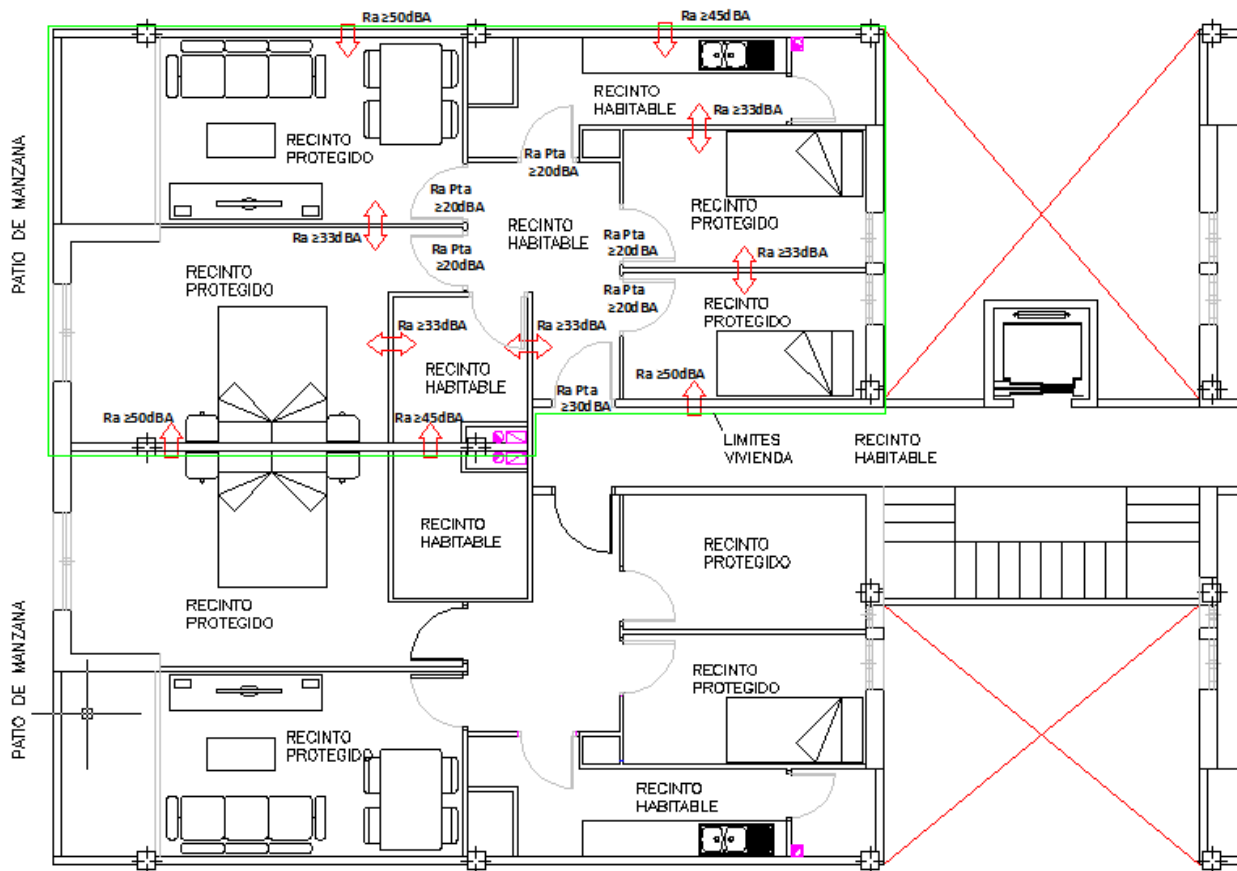 Ra ≥50dBA
Ra ≥45dBA
RECINTO
HABITABLE
Ra ≥33dBA
RECINTO
PROTEGIDO
Ra Pta
≥20dBA
Ra Pta
≥20dBA
RECINTO
PROTEGIDO
RECINTO
HABITABLE
Ra ≥33dBA
Ra Pta
≥20dBA
Ra Pta
≥20dBA
Ra ≥33dBA
PATIO DE MANZANA
RECINTO
PROTEGIDO
Ra Pta
≥20dBA
RECINTO
PROTEGIDO
Ra ≥33dBA
Ra ≥33dBA
RECINTO
HABITABLE
Ra ≥50dBA
Ra Pta
≥30dBA
Ra ≥50dBA
Ra ≥45dBA
LIMITES
VIVIENDA
RECINTO
HABITABLE
RECINTO
HABITABLE
RECINTO
PROTEGIDO
RECINTO
PROTEGIDO
PATIO DE MANZANA
RECINTO
PROTEGIDO
RECINTO
PROTEGIDO
RECINTO
HABITABLE